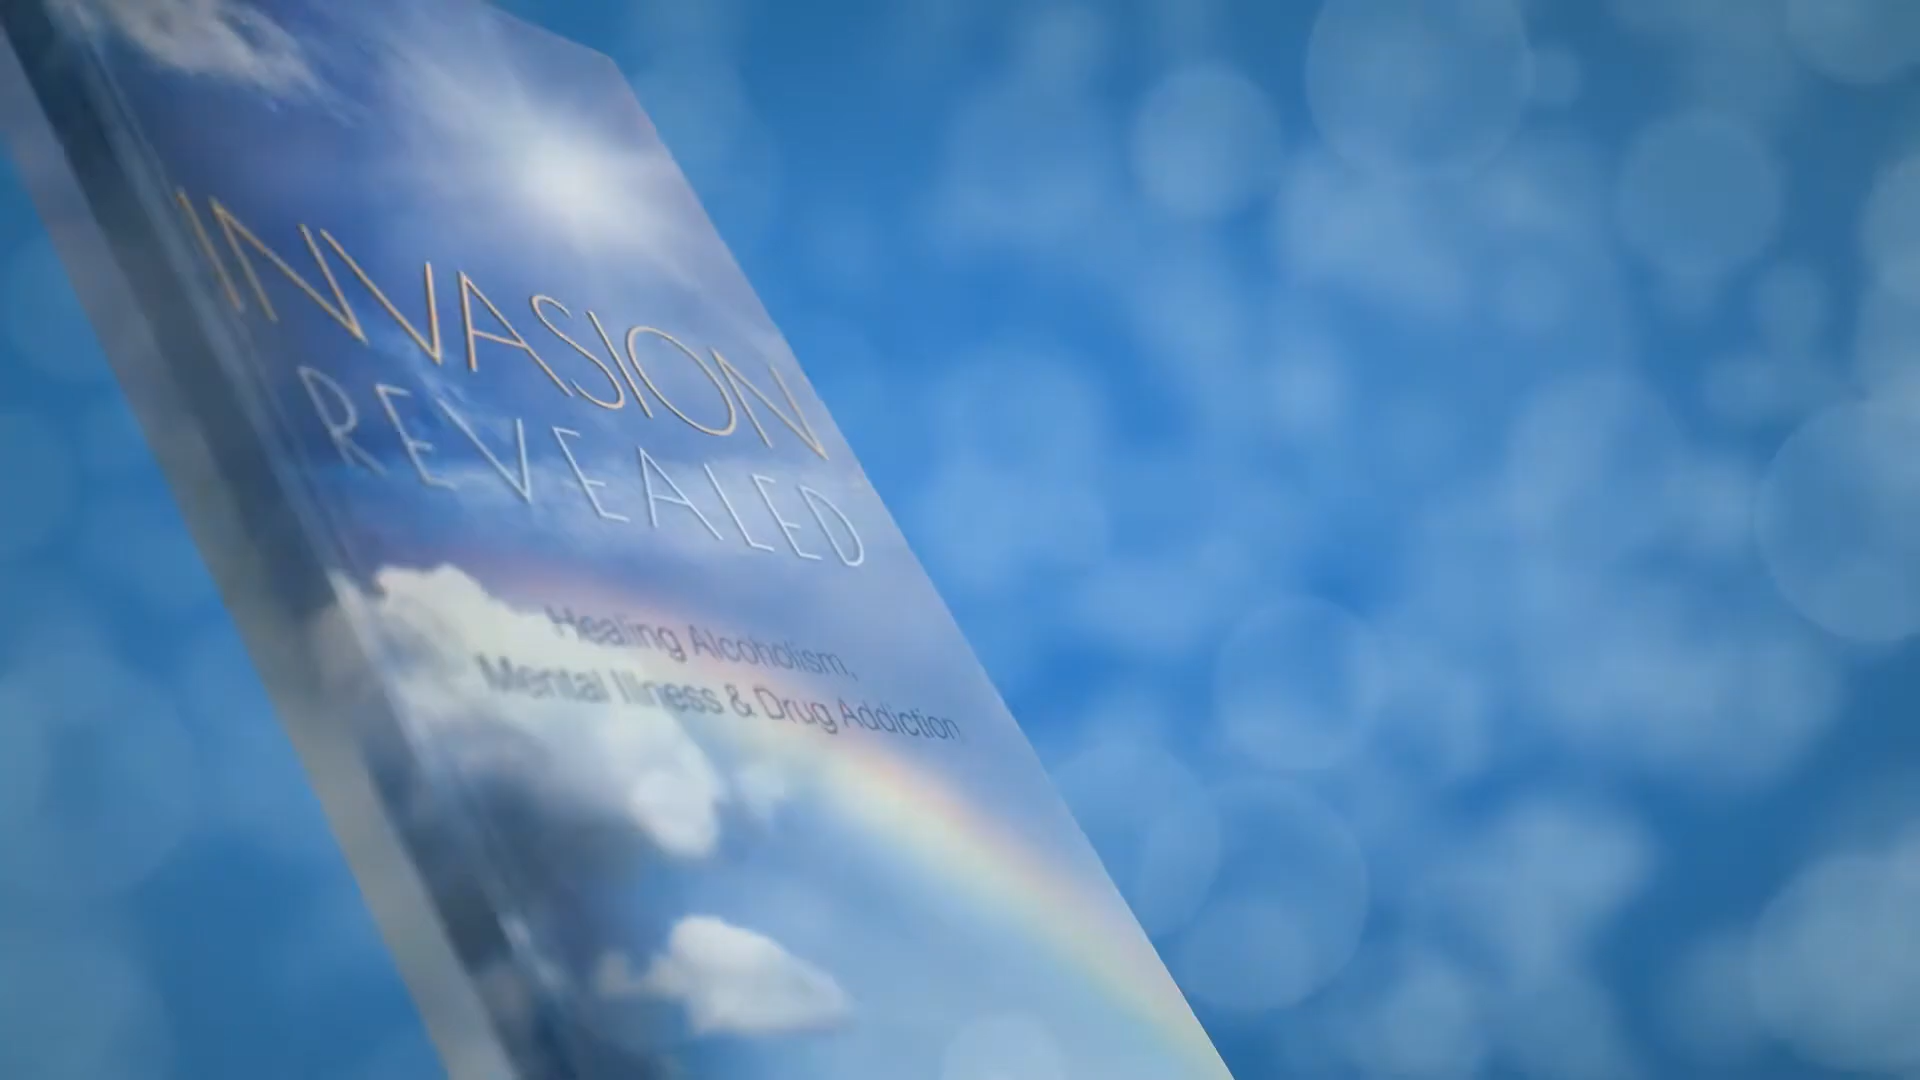 INVASION
REVEALED
Healing Alcoholism,
Mental Illness & Drug Addiction